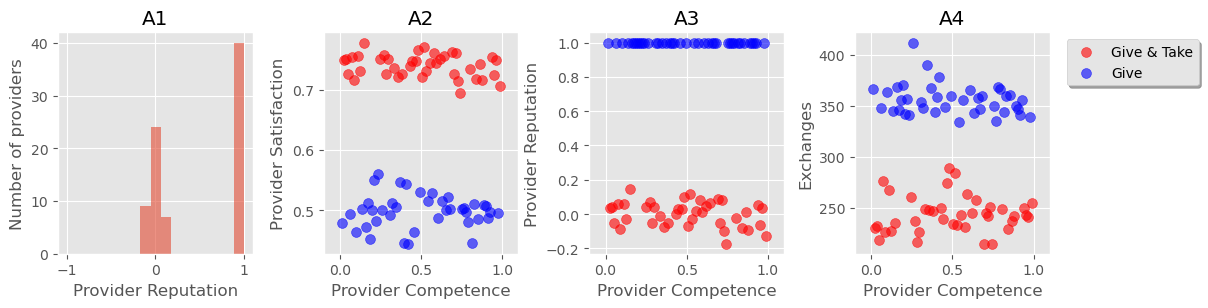 A1
A2
A3
A4
Number of providers
40
30
20
10
0
−1
0
1
Provider Reputation
Provider Satisfaction
0.7
0.6
0.5
0.0
0.5
1.0
Provider Competence
Provider Reputation
1.0
0.8
0.6
0.4
0.2
0.0
−0.2
0.0
0.5
1.0
Provider Competence
Exchanges
400
350
300
250
0.0
0.5
1.0
Provider Competence
Give & Take
Give